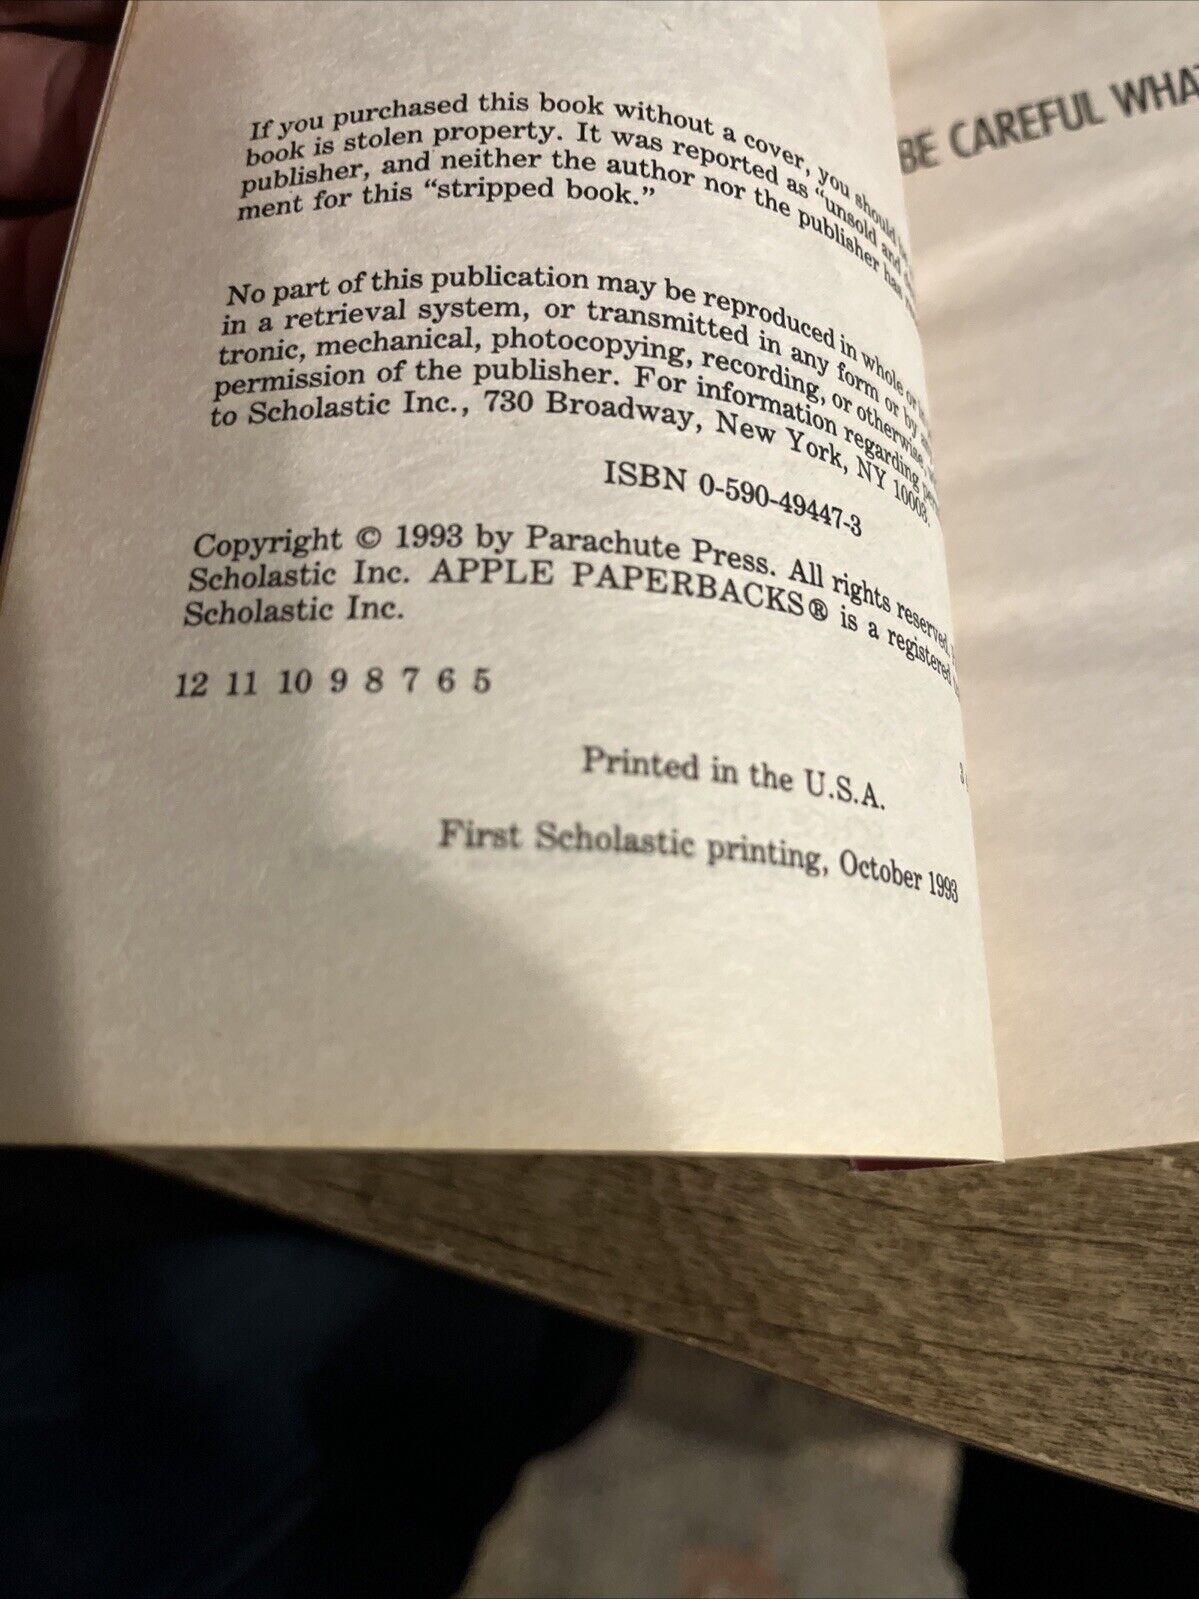 If you purchased this book without a cover, you should be
book is stolen property. It was reported as "unsold and
publisher, and neither the author nor the publisher has
ment for this "stripped book."
No part of this publication may be reproduced in whole or
in a retrieval system, or transmitted in any form or by
tronic, mechanical, photocopying, recording, or otherwise,
permission of the publisher. For information regarding
to Scholastic Inc., 730 Broadway, New York, NY 10003.
ISBN 0-590-49447-3
Copyright © 1993 by Parachute Press. All rights reserved.
Scholastic Inc. APPLE PAPERBACKS® is a registered
Scholastic Inc.
12 11 10 9 8 7 6 5
3
Printed in the U.S.A.
First Scholastic printing, October 1993
BE CAREFUL WHA